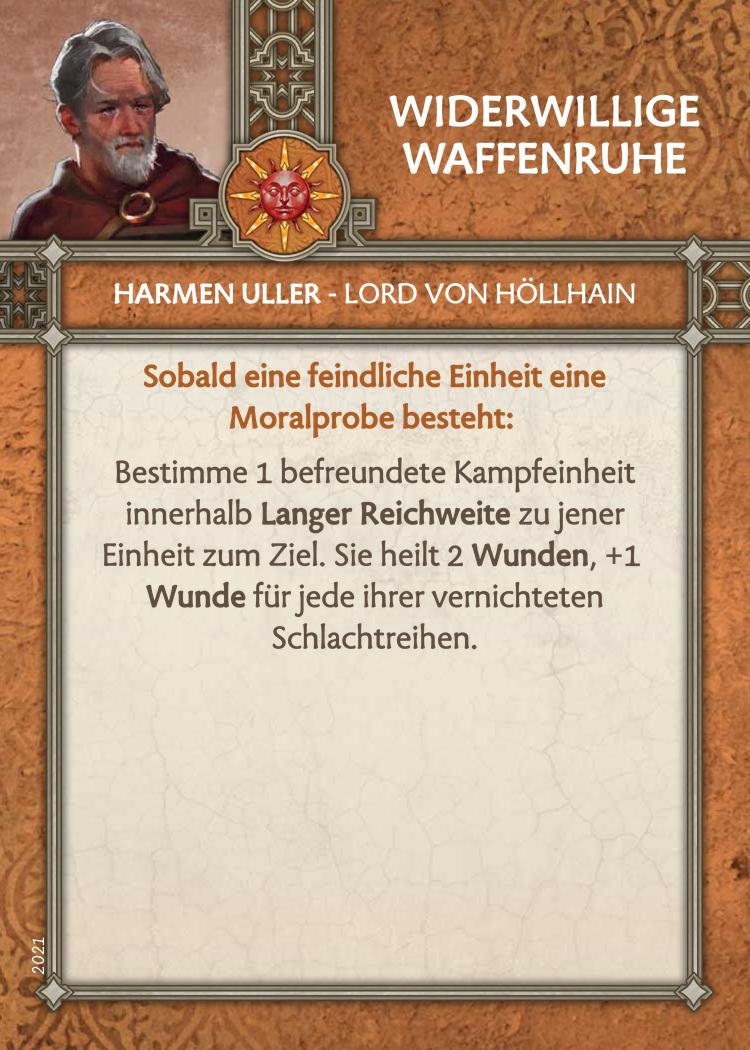 WIDERWILLIGE
WAFFENRUHE
HARMEN ULLER - LORD VON HÖLLHAIN
Sobald eine feindliche Einheit eine
Moralprobe besteht:
Bestimme 1 befreundete Kampfeinheit
innerhalb Langer Reichweite zu jener
Einheit zum Ziel. Sie heilt 2 Wunden, +1
Wunde für jede ihrer vernichteten
Schlachtreihen.
2021